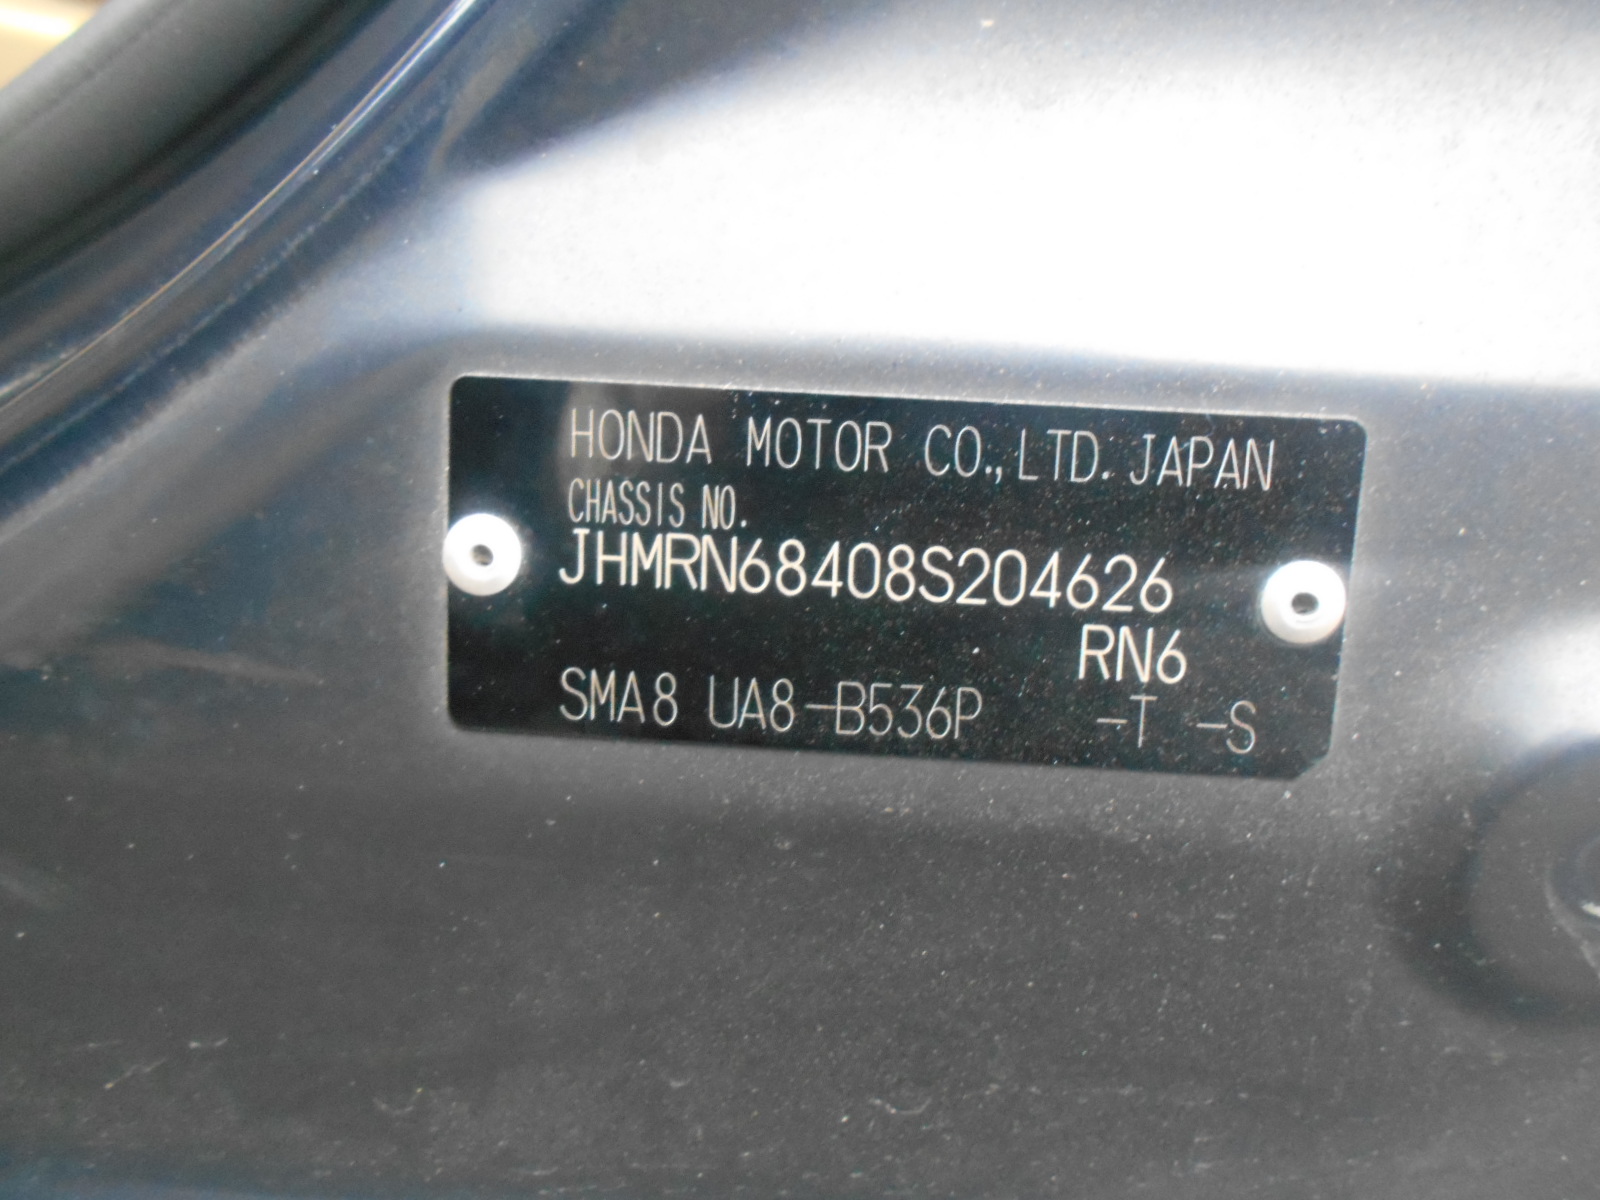 HONDA MOTOR CO.,LTD. JAPAN
CHASSIS NO.
JHMRN68408S204626
RN6
SMA8 UA8-B536P -T -S